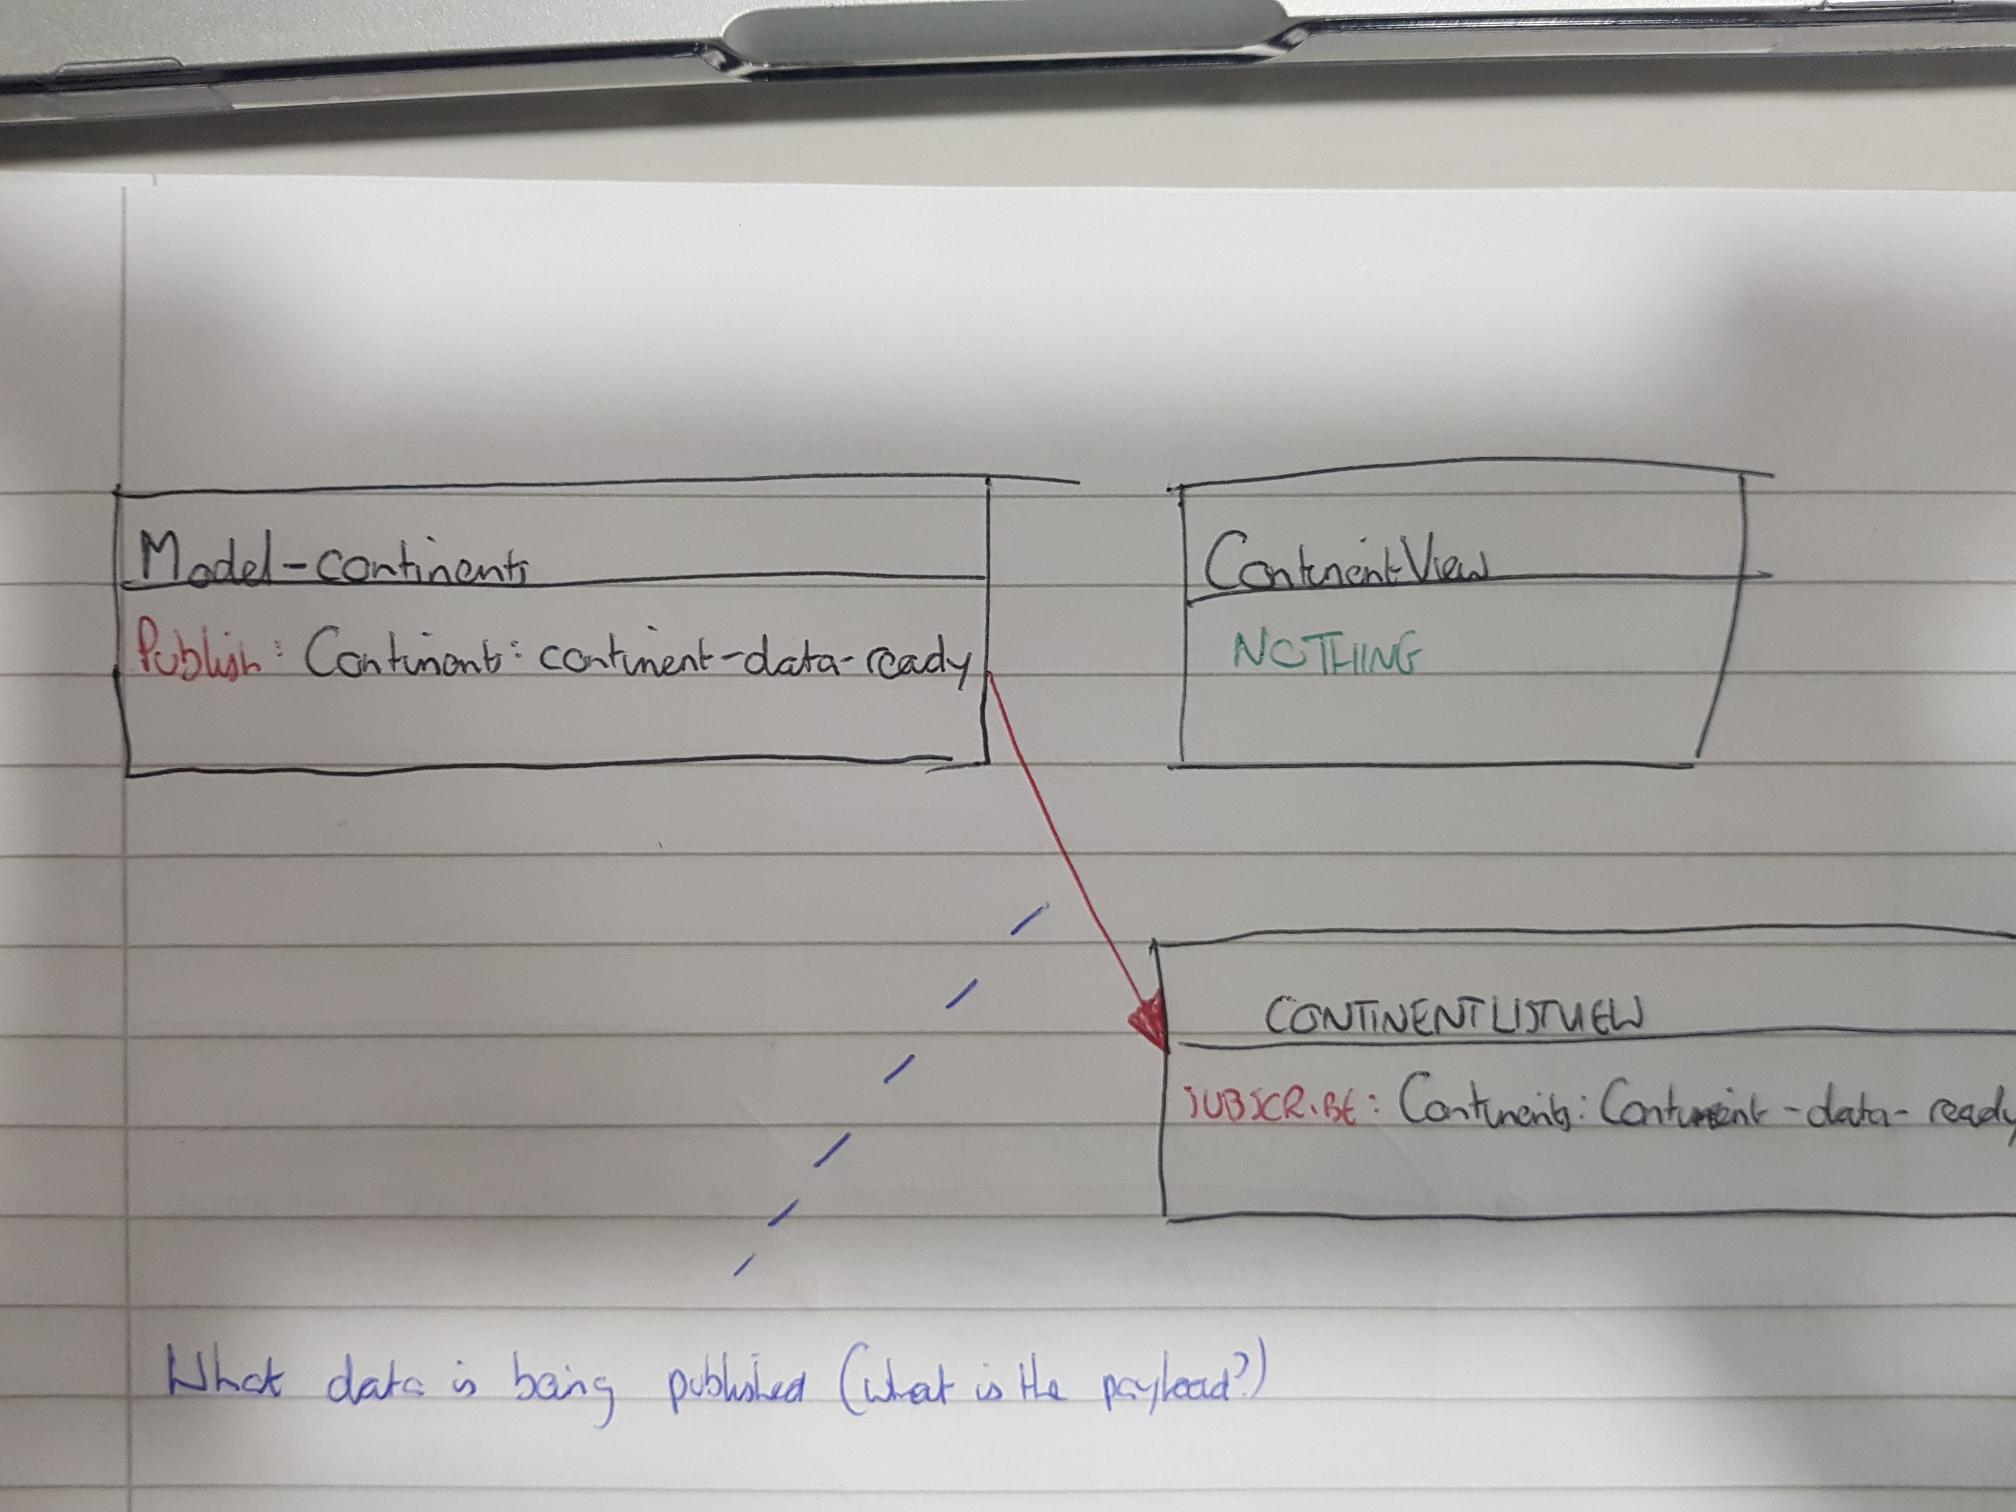 Model-continents
Publish: Continents: continent-data-ready
ContinentView
NOTHING
CONTINENTLISTVIEW
SUBSCRIBE: Continents: Continent-data-ready
What data is being published (What is the payload?)